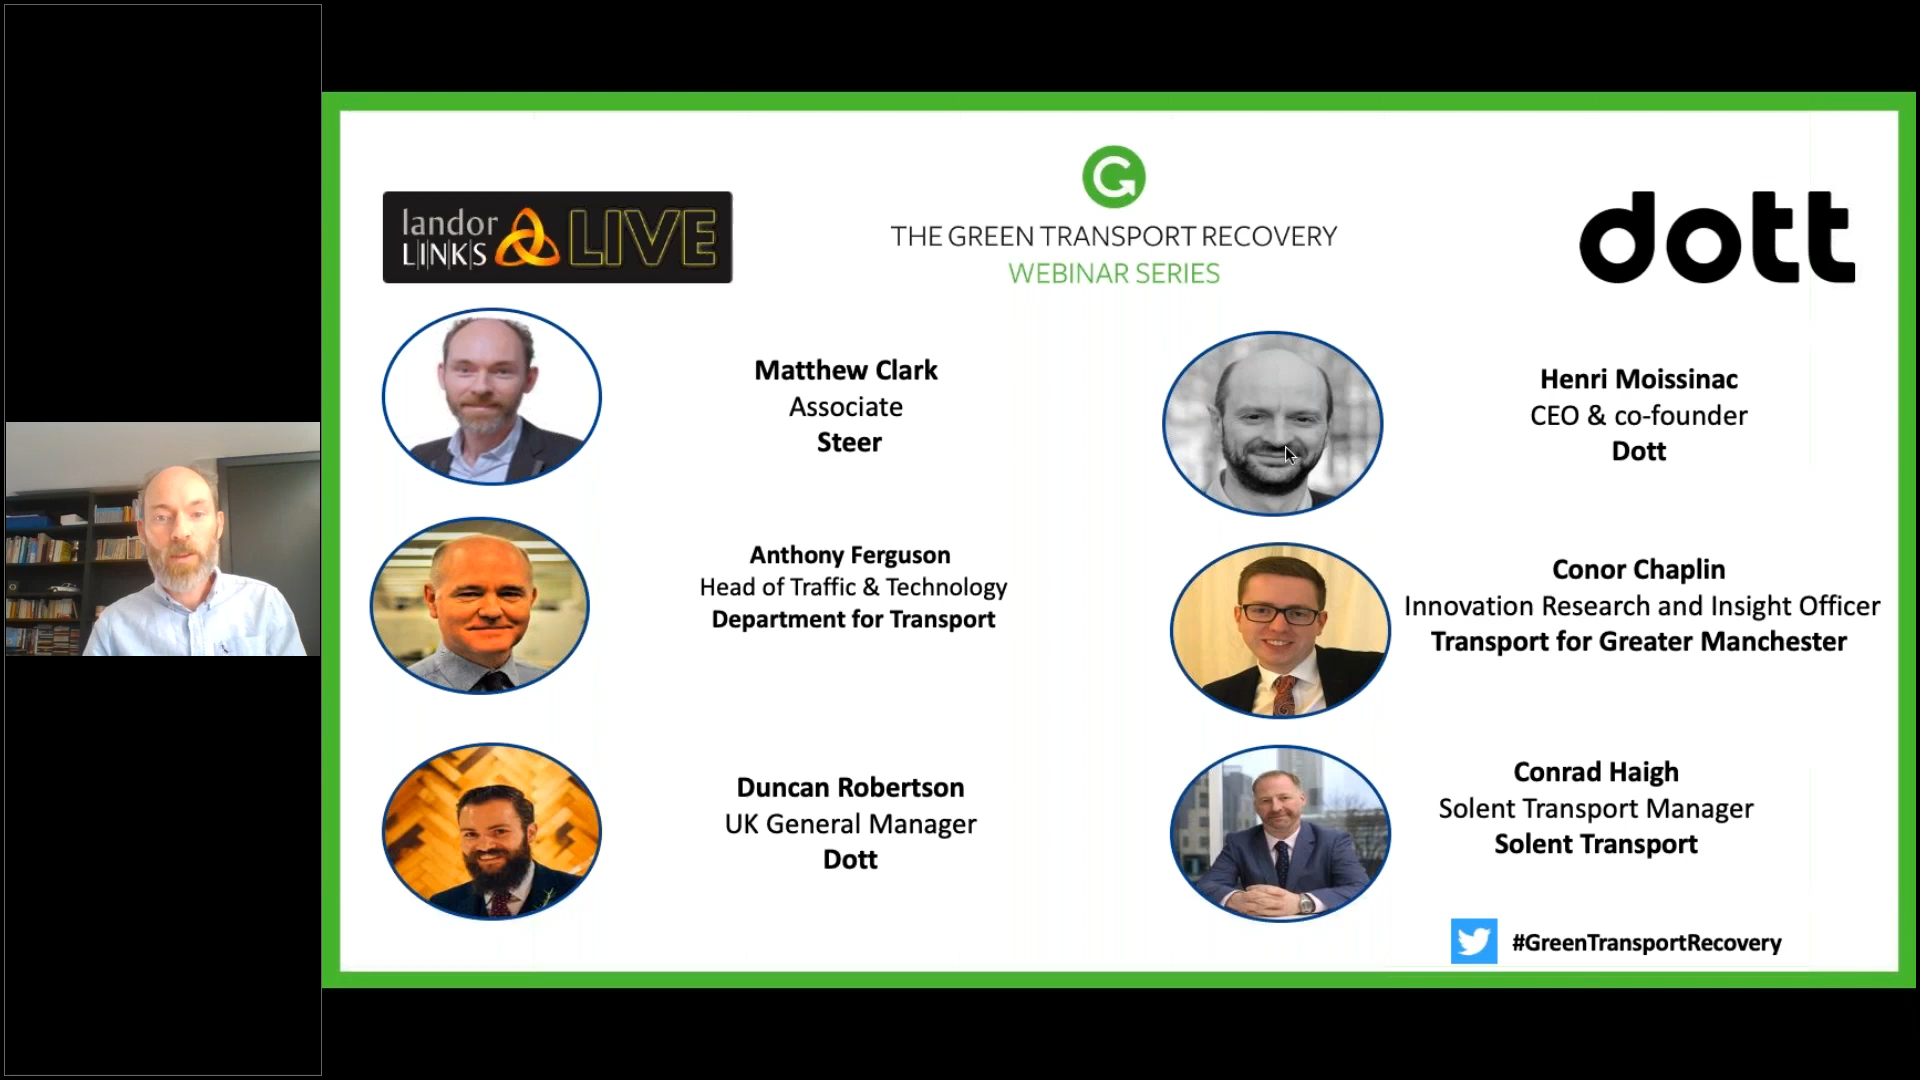 landor
LINKS
LIVE
THE GREEN TRANSPORT RECOVERY
WEBINAR SERIES
dott
Matthew Clark
Associate
Steer
Henri Moissinac
CEO & co-founder
Dott
Anthony Ferguson
Head of Traffic & Technology
Department for Transport
Conor Chaplin
Innovation Research and Insight Officer
Transport for Greater Manchester
Duncan Robertson
UK General Manager
Dott
Conrad Haigh
Solent Transport Manager
Solent Transport
#GreenTransportRecovery